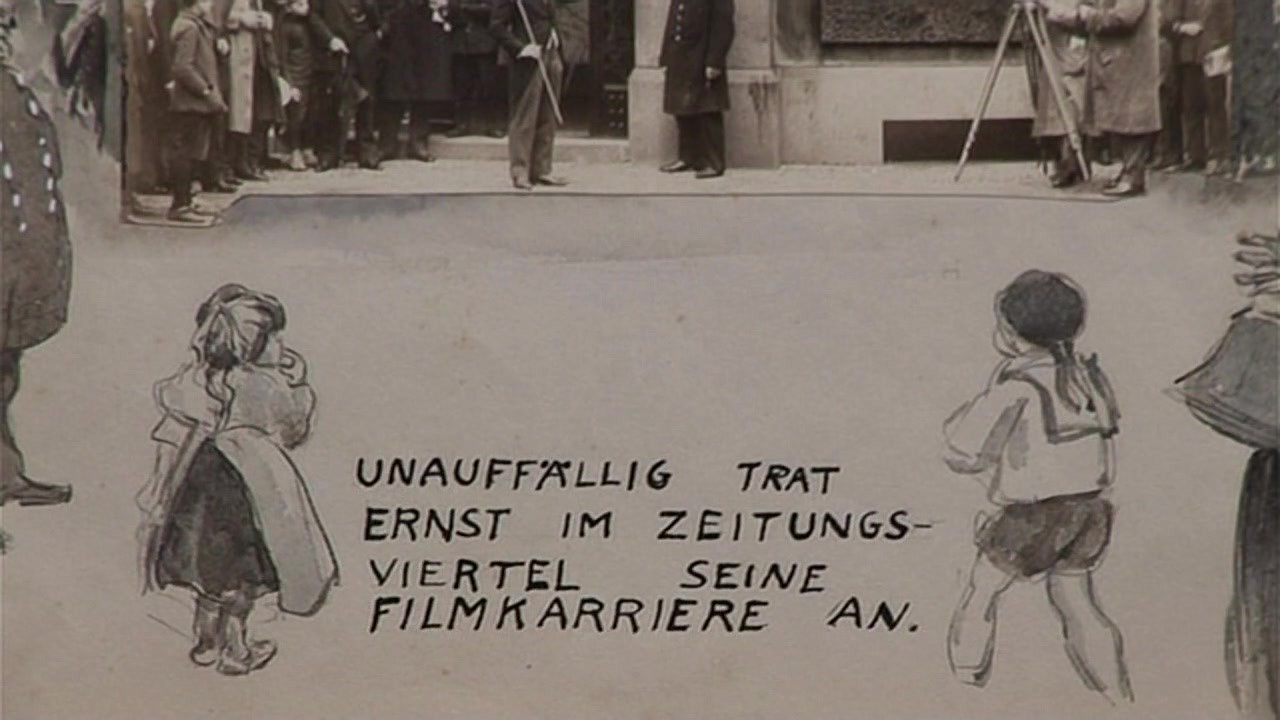 UNAUFFÄLLIG TRAT
ERNST IM ZEITUNGS-
VIERTEL SEINE
FILMKARRIERE AN.